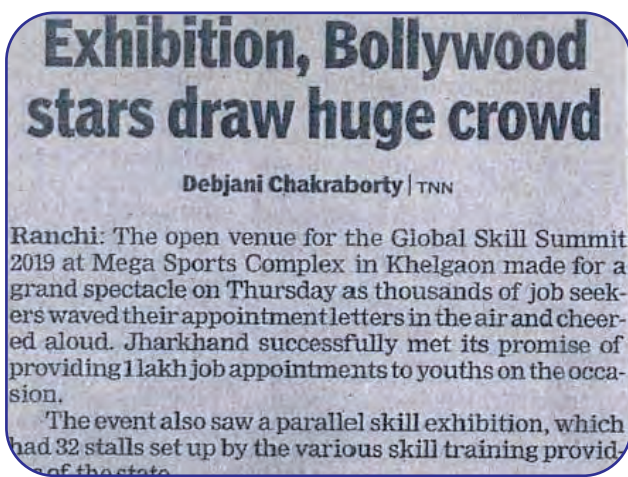 Exhibition, Bollywood
stars draw huge crowd
Debjani Chakraborty | TNN
Ranchi: The open venue for the Global Skill Summit
2019 at Mega Sports Complex in Khelgaon made for a
grand spectacle on Thursday as thousands of job seek-
ers waved their appointment letters in the air and cheer-
ed aloud. Jharkhand successfully met its promise of
providing 1 lakh job appointments to youths on the occa-
sion.
The event also saw a parallel skill exhibition, which
had 32 stalls set up by the various skill training provid-
of the state